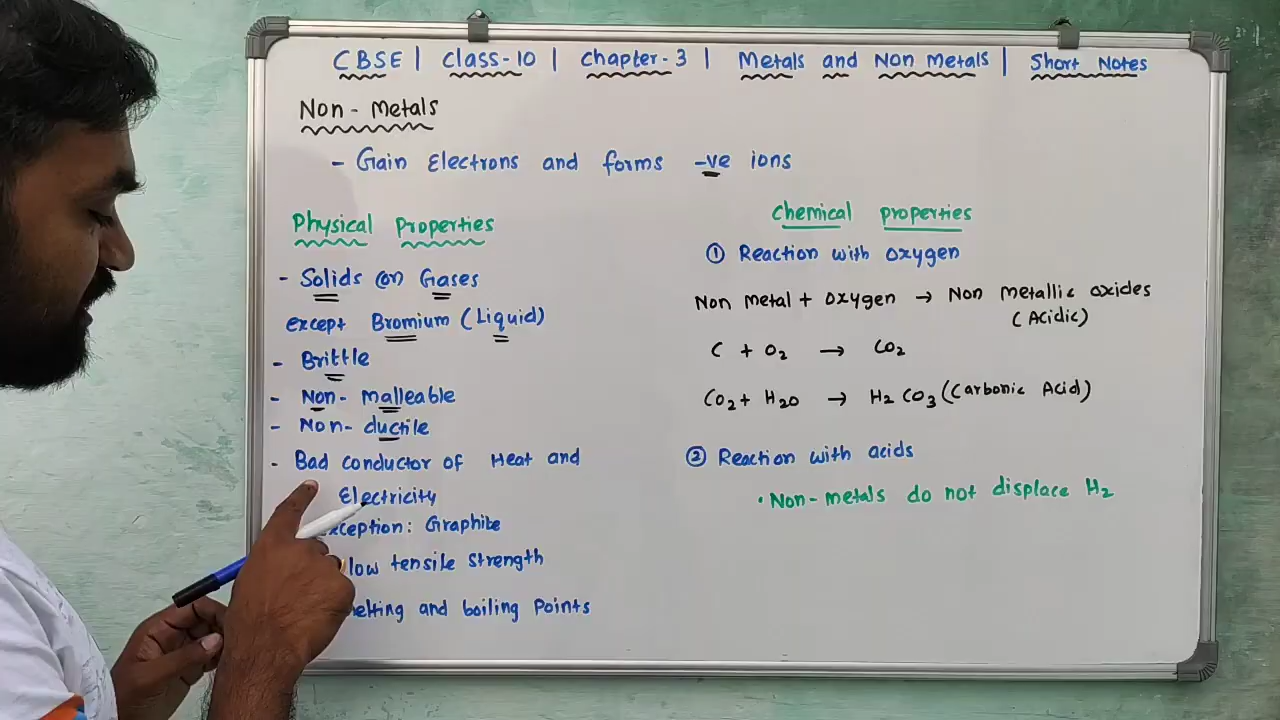 CBSE | Class-10 | Chapter-3 | Metals and Non Metals | Short Notes
Non-Metals
- Gain Electrons and forms -ve ions
Physical Properties
- Solids (or) Gases
except Bromium (Liquid)
- Brittle
- Non-Malleable
- Non-ductile
- Bad conductor of Heat and
Electricity
Exception: Graphite
low tensile strength
and boiling Points
Chemical properties
① Reaction with oxygen
Non metal + oxygen → Non metallic oxides
(Acidic)
C + O₂ → CO₂
CO₂ + H₂O → H₂CO₃ (Carbonic Acid)
② Reaction with acids
• Non-metals do not displace H₂